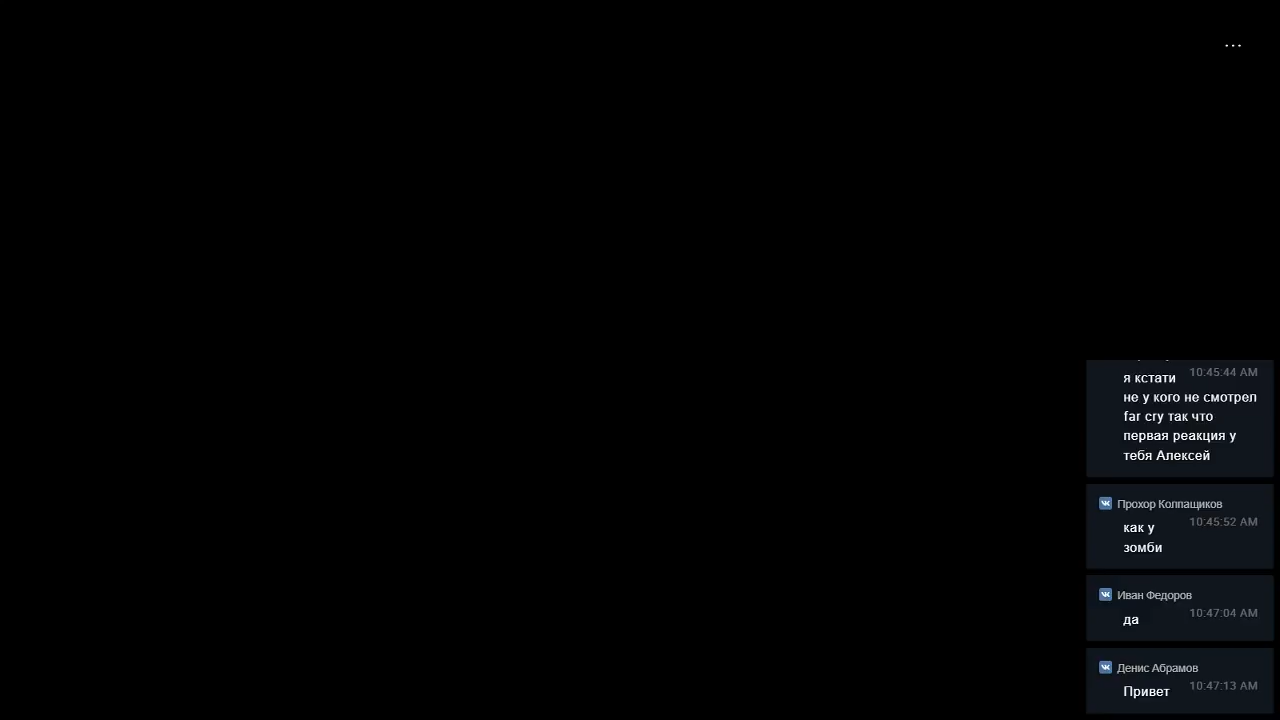 ...
я кстати 10:45:44 AM
не у кого не смотрел
far cry так что
первая реакция у
тебя Алексей
Прохор Колпащиков
10:45:52 AM
как у
зомби
Иван Федоров
10:47:04 AM
да
Денис Абрамов
10:47:13 AM
Привет